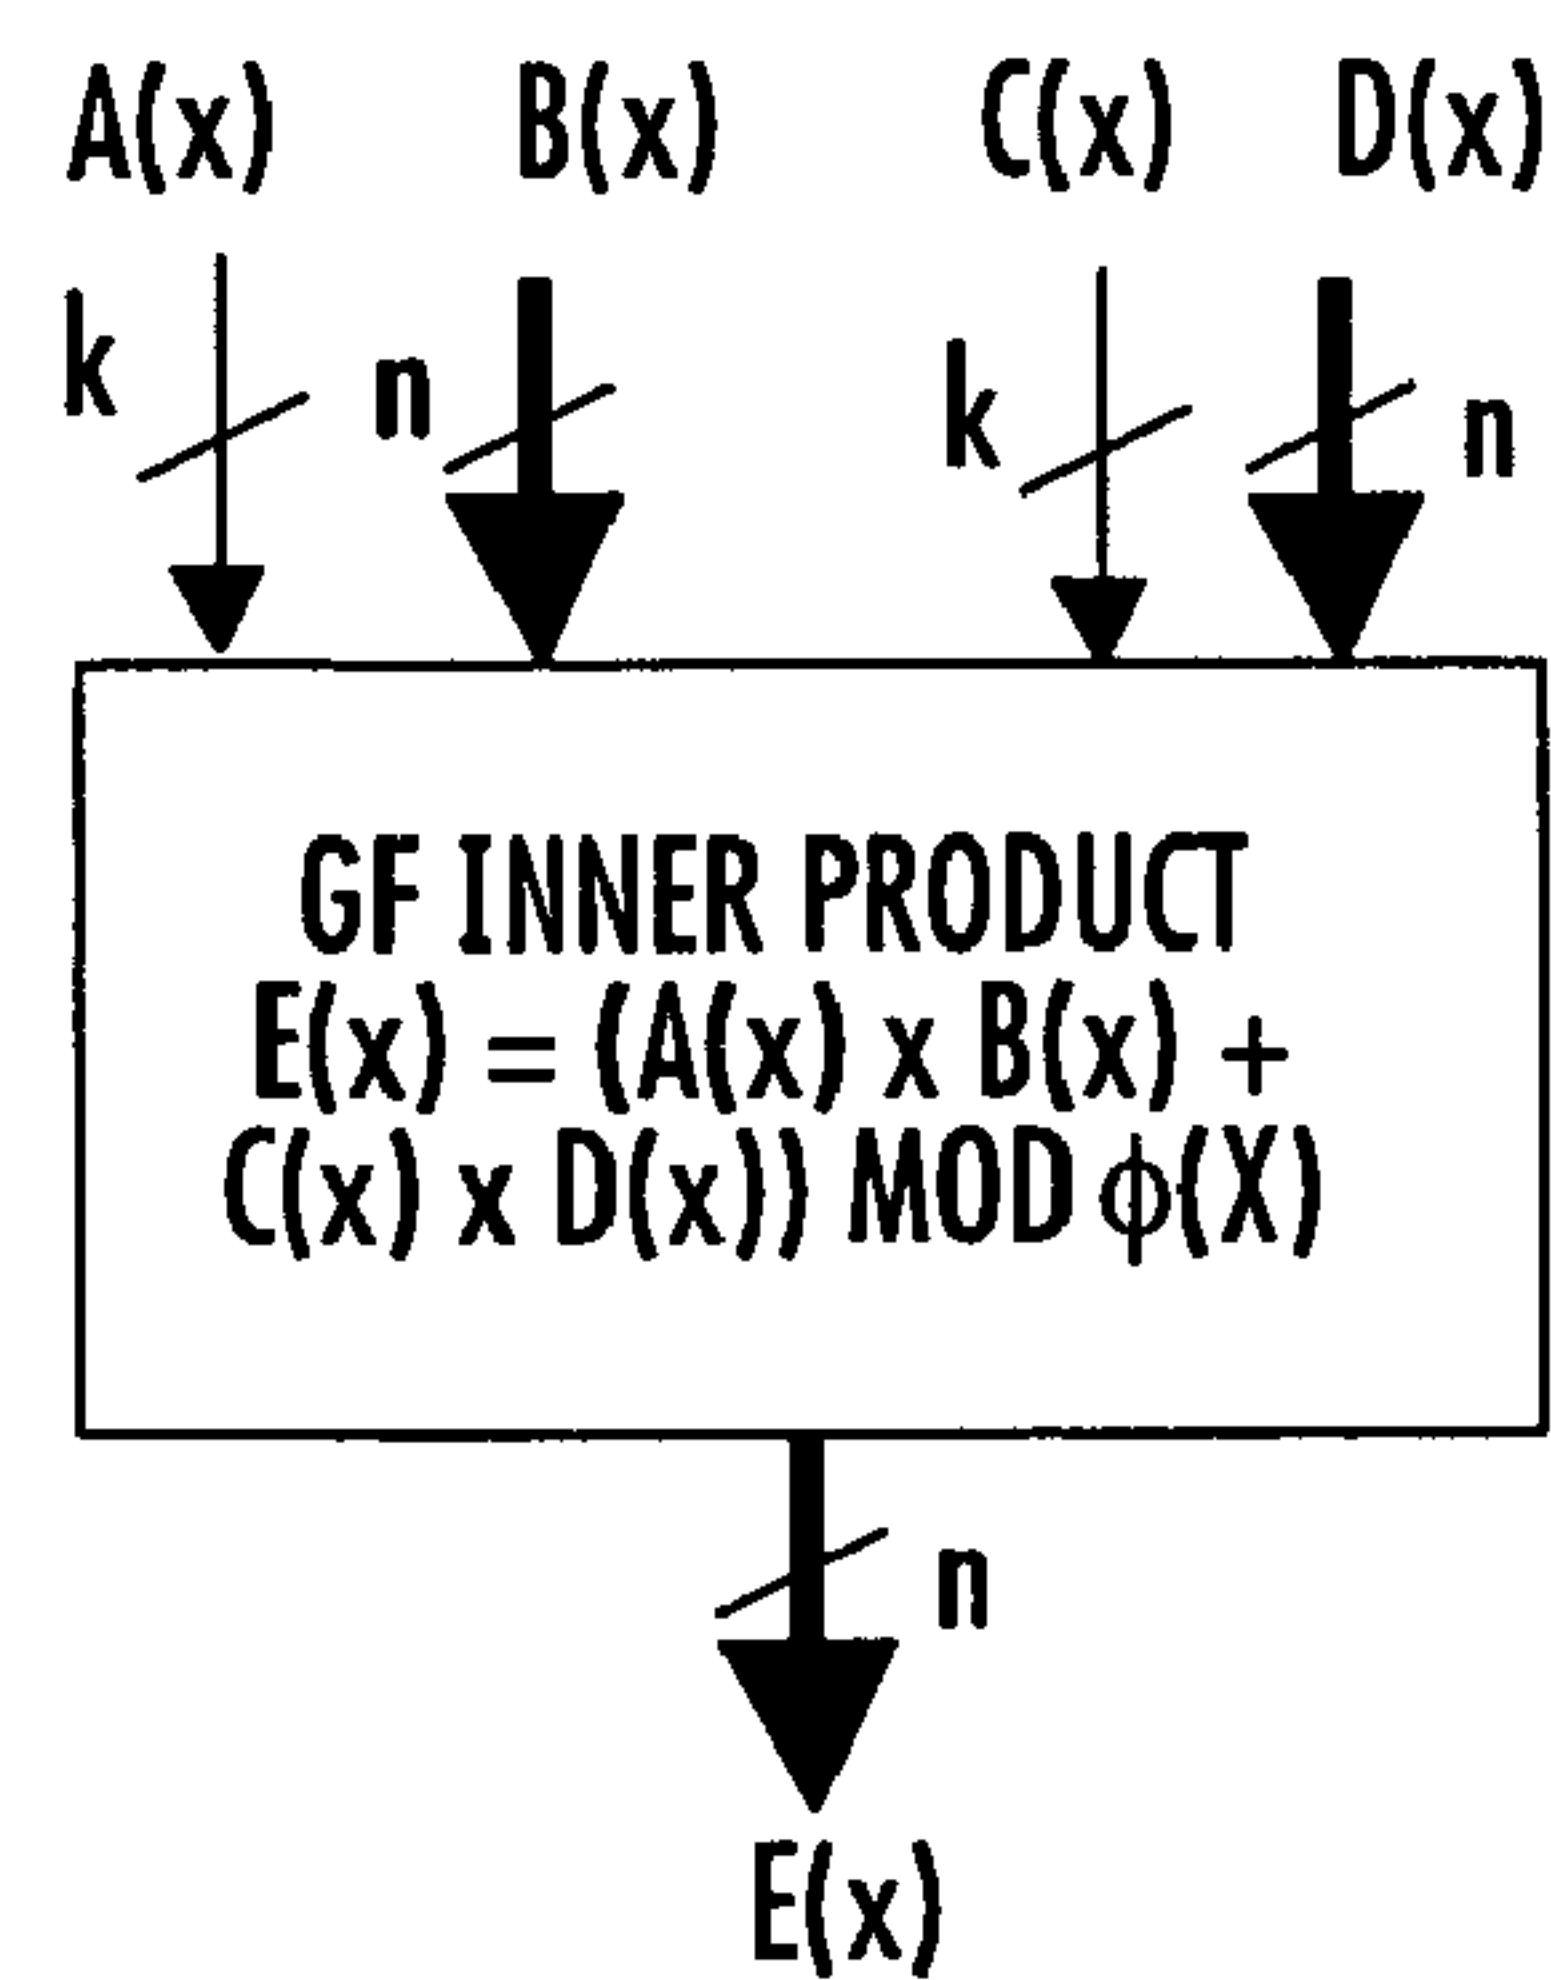 A(x) B(x) C(x) D(x)
k n k n
GF INNER PRODUCT
E(x) = (A(x) x B(x) +
C(x) x D(x)) MOD ϕ(X)
n
E(x)